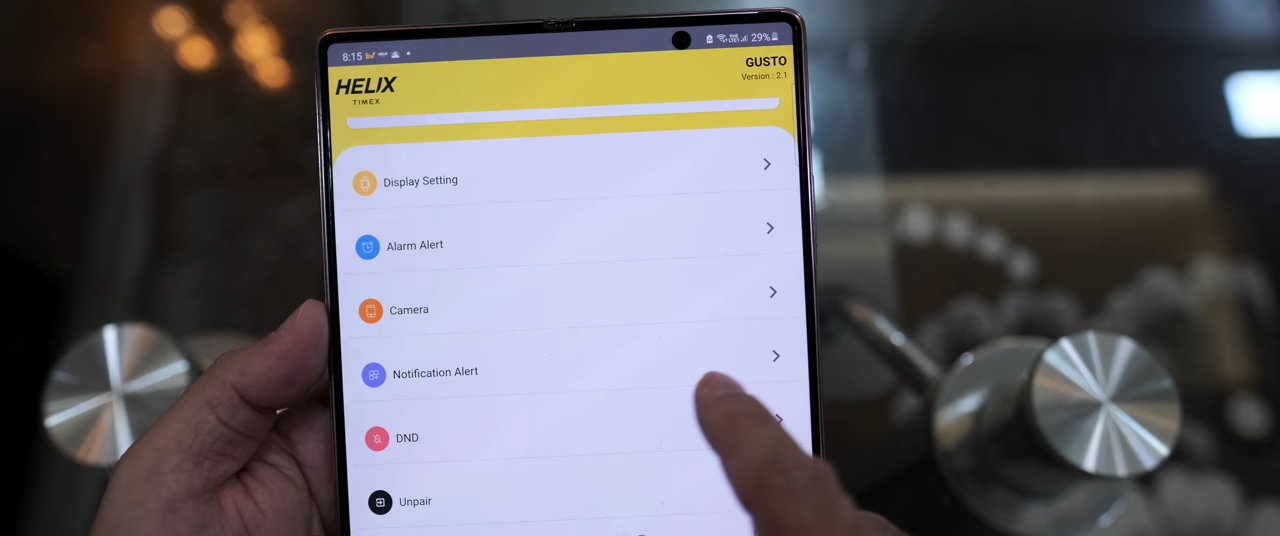 8:15
29%
HELIX
TIMEX
GUSTO
Version : 2.1
Display Setting
Alarm Alert
Camera
Notification Alert
DND
Unpair